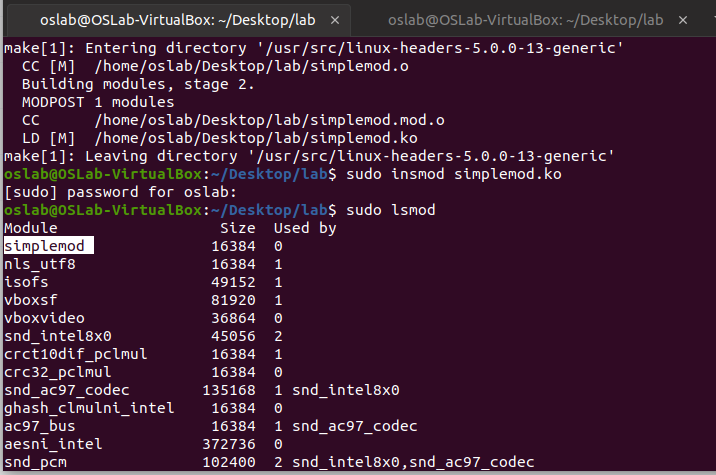 oslab@OSLab-VirtualBox: ~/Desktop/lab × oslab@OSLab-VirtualBox: ~/Desktop/lab ×
make[1]: Entering directory '/usr/src/linux-headers-5.0.0-13-generic'
  CC [M]  /home/oslab/Desktop/lab/simplemod.o
  Building modules, stage 2.
  MODPOST 1 modules
  CC      /home/oslab/Desktop/lab/simplemod.mod.o
  LD [M]  /home/oslab/Desktop/lab/simplemod.ko
make[1]: Leaving directory '/usr/src/linux-headers-5.0.0-13-generic'
oslab@OSLab-VirtualBox:~/Desktop/lab$ sudo insmod simplemod.ko
[sudo] password for oslab:
oslab@OSLab-VirtualBox:~/Desktop/lab$ sudo lsmod
Module                  Size  Used by
simplemod              16384  0
nls_utf8               16384  1
isofs                  49152  1
vboxsf                 81920  1
vboxvideo              36864  0
snd_intel8x0           45056  2
crct10dif_pclmul       16384  1
crc32_pclmul           16384  0
snd_ac97_codec        135168  1 snd_intel8x0
ghash_clmulni_intel    16384  0
ac97_bus               16384  1 snd_ac97_codec
aesni_intel           372736  0
snd_pcm               102400  2 snd_intel8x0,snd_ac97_codec